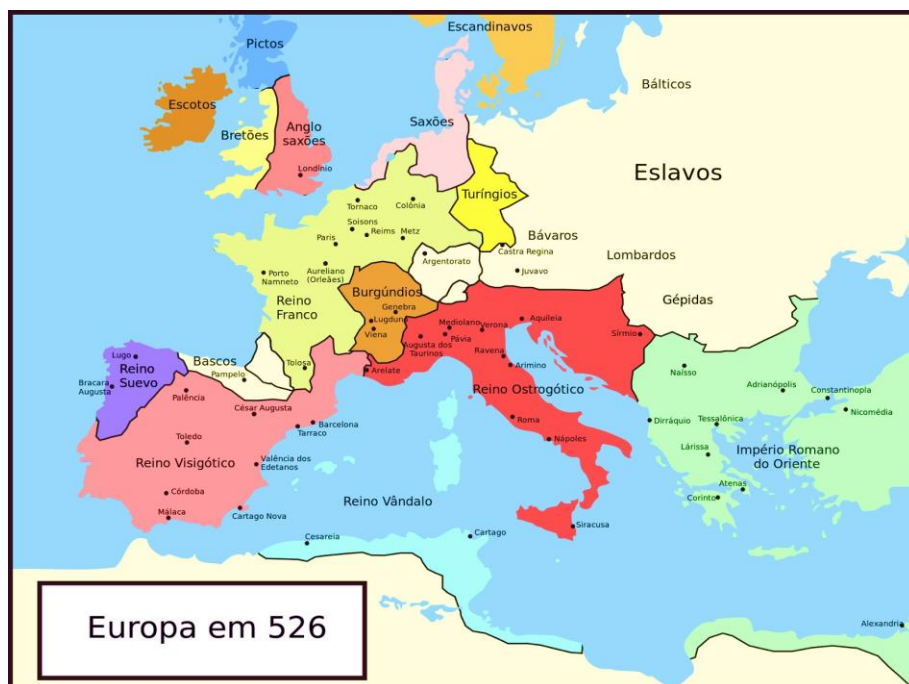 Escandinavos
Pictos
Bálticos
Escotos
Saxões
Bretões
Anglo
saxões
Londínio
Eslavos
Turíngios
Tornaco
Colônia
Soisons
Reims
Metz
Paris
Bávaros
Castra Regina
Argentorato
Lombardos
Juvavo
Aureliano
(Orleães)
Porto
Namneto
Burgúndios
Gépidas
Reino
Franco
Genebra
Lugduno
Viena
Mediolano
Verona
Aquileia
Sírmio
Augusta dos
Taurinos
Pávia
Ravena
Arimino
Lugo
Reino
Suevo
Bascos
Pampelo
Tolosa
Arelate
Reino Ostrogótico
Naísso
Bracara
Augusta
Palência
César Augusta
Adrianópolis
Constantinopla
Nicomédia
Barcelona
Tarraco
Roma
Dirráquio
Tessalônica
Toledo
Nápoles
Reino Visigótico
Valência dos
Edetanos
Lárissa
Império Romano
do Oriente
Atenas
Corinto
Córdoba
Málaca
Cartago Nova
Reino Vândalo
Siracusa
Cesareia
Cartago
Alexandria
Europa em 526